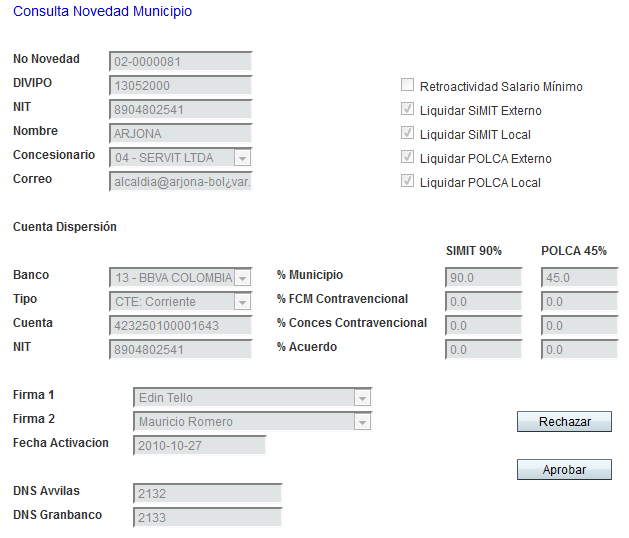 Consulta Novedad Municipio
No Novedad 02-0000081
DIVIPO 13052000 Retroactividad Salario Mínimo
NIT 8904802541 Liquidar SiMIT Externo
Nombre ARJONA Liquidar SiMIT Local
Concesionario 04 - SERVIT LTDA Liquidar POLCA Externo
Correo alcaldia@arjona-bol¿var. Liquidar POLCA Local
Cuenta Dispersión
SIMIT 90% POLCA 45%
Banco 13 - BBVA COLOMBIA % Municipio 90.0 45.0
Tipo CTE: Corriente % FCM Contravencional 0.0 0.0
Cuenta 423250100001643 % Conces Contravencional 0.0 0.0
NIT 8904802541 % Acuerdo 0.0 0.0
Firma 1 Edin Tello
Firma 2 Mauricio Romero Rechazar
Fecha Activacion 2010-10-27
Aprobar
DNS Avvilas 2132
DNS Granbanco 2133